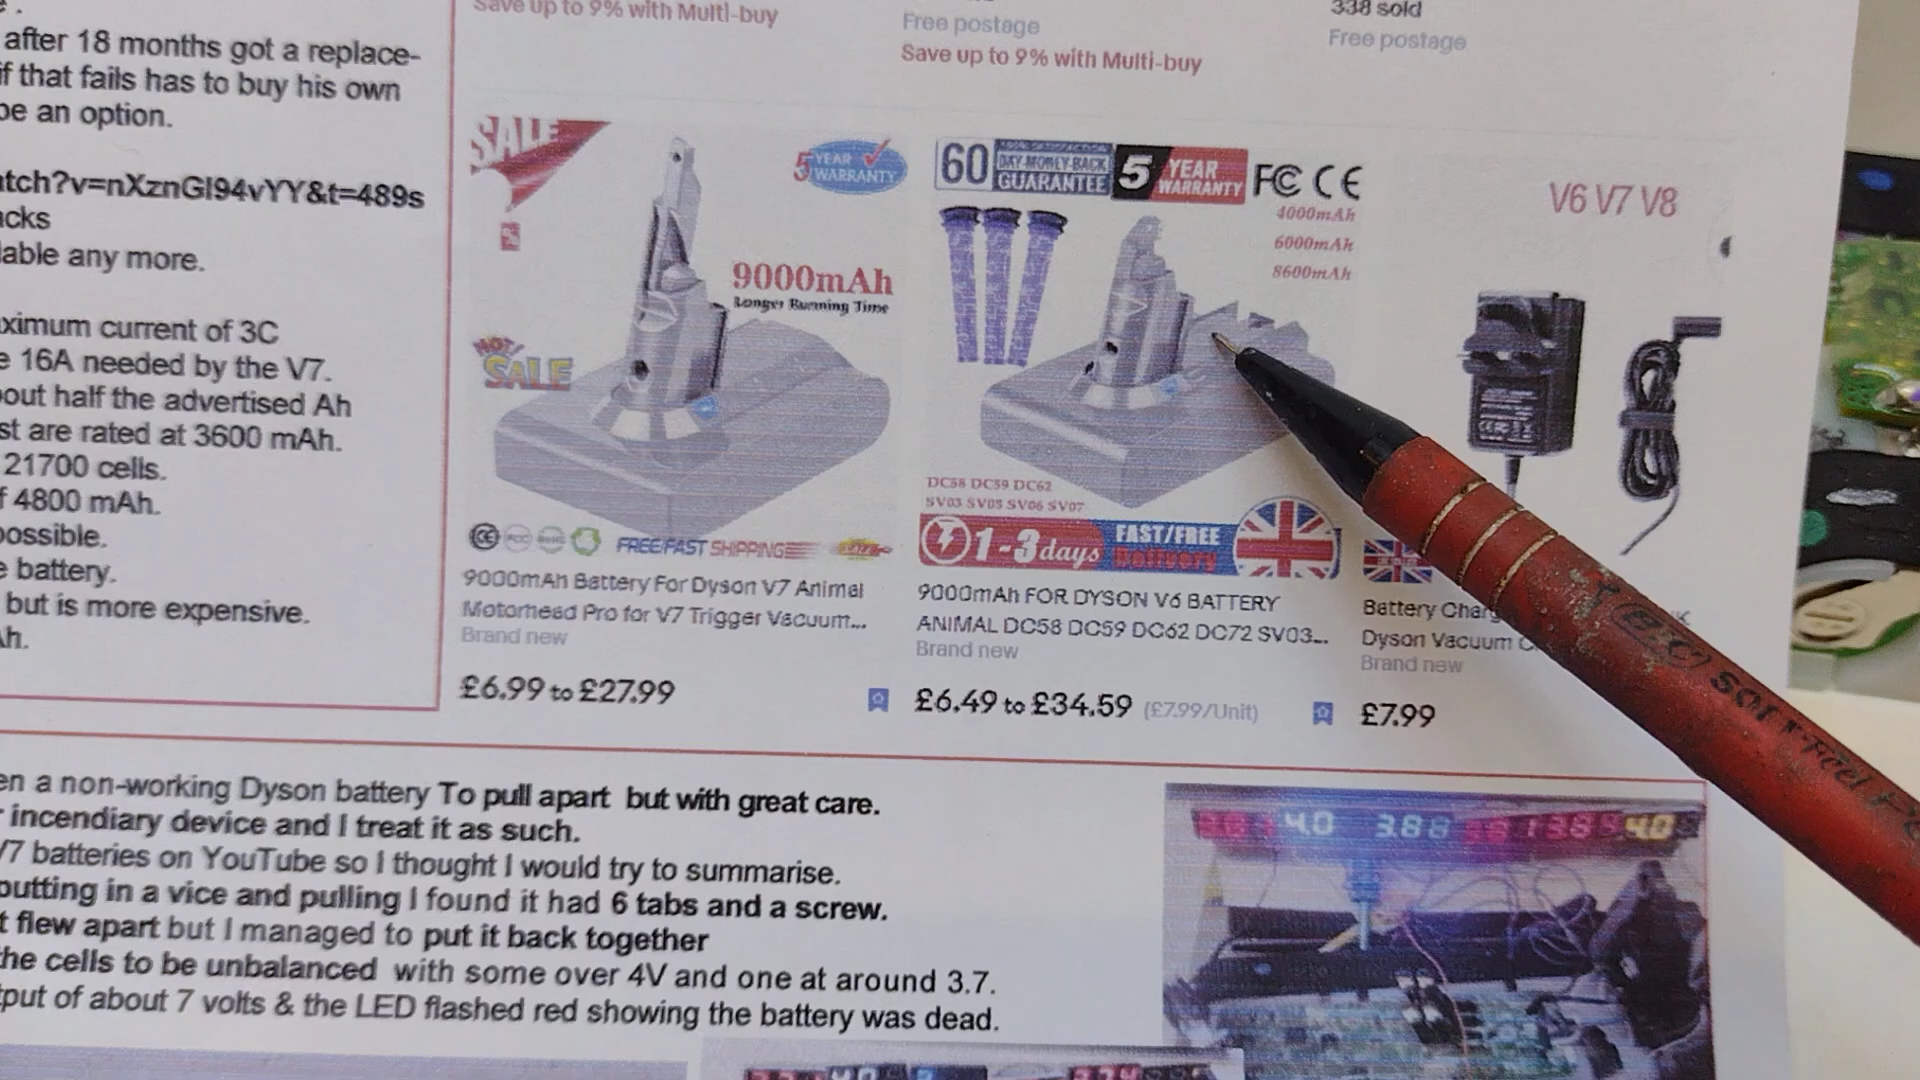 after 18 months got a replace-
if that fails has to buy his own
be an option.
atch?v=nXznGl94vYY&t=489s
acks
lable any more.
ximum current of 3C
e 16A needed by the V7.
out half the advertised Ah
st are rated at 3600 mAh.
21700 cells.
f 4800 mAh.
possible.
e battery.
but is more expensive.
h.
Save up to 9% with Multi-buy
Free postage
Save up to 9% with Multi-buy
338 sold
Free postage
SALE
5 YEAR WARRANTY
9000mAh
Longer Running Time
HOT!
SALE
FREE FAST SHIPPING
9000mAh Battery For Dyson V7 Animal
Motorhead Pro for V7 Trigger Vacuum...
Brand new
£6.99 to £27.99
60 DAY MONEY-BACK GUARANTEE
5 YEAR WARRANTY
FC CE
4000mAh
6000mAh
8600mAh
DC58 DC59 DC62
SV03 SV05 SV06 SV07
1-3 days
FAST/FREE
Delivery
9000mAh FOR DYSON V6 BATTERY
ANIMAL DC58 DC59 DC62 DC72 SV03...
Brand new
£6.49 to £34.59 (£7.99/Unit)
V6 V7 V8
Battery Charg
Dyson Vacuum C
Brand new
£7.99
en a non-working Dyson battery To pull apart but with great care.
r incendiary device and I treat it as such.
V7 batteries on YouTube so I thought I would try to summarise.
outting in a vice and pulling I found it had 6 tabs and a screw.
t flew apart but I managed to put it back together
he cells to be unbalanced with some over 4V and one at around 3.7.
tput of about 7 volts & the LED flashed red showing the battery was dead.
4.0 3.88
4.0